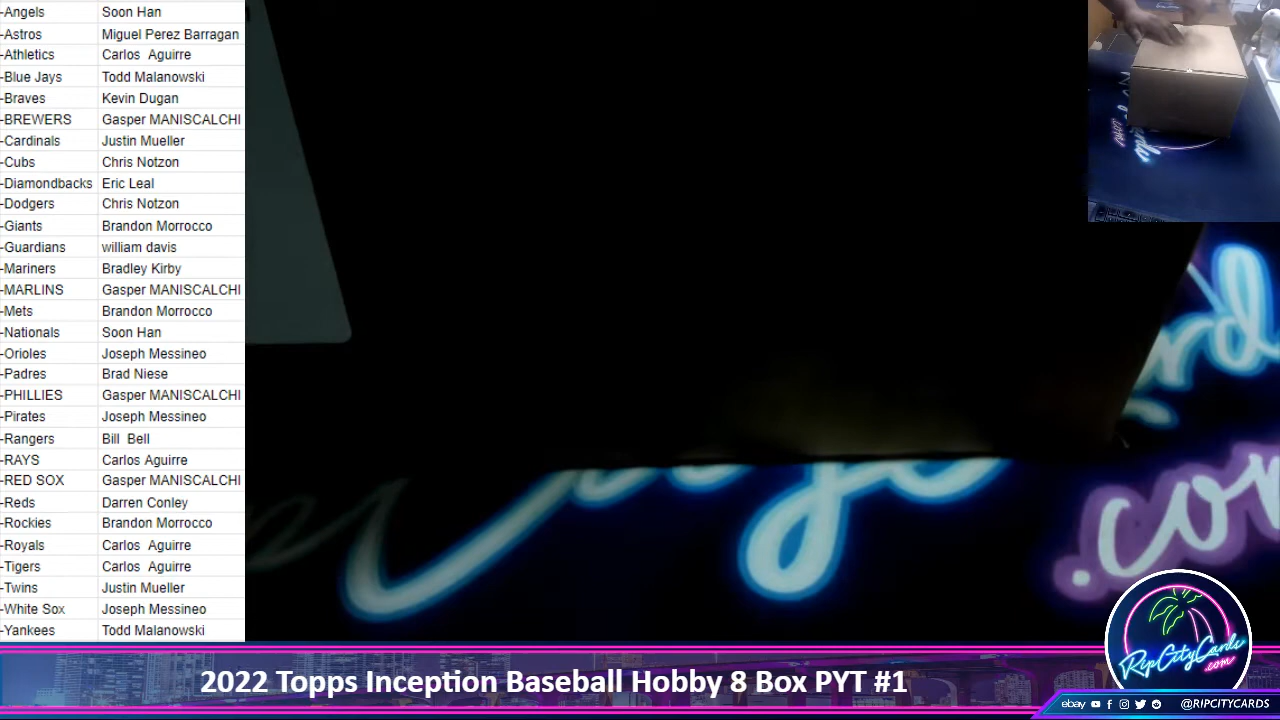 -Angels Soon Han
-Astros Miguel Perez Barragan
-Athletics Carlos Aguirre
-Blue Jays Todd Malanowski
-Braves Kevin Dugan
-BREWERS Gasper MANISCALCHI
-Cardinals Justin Mueller
-Cubs Chris Notzon
-Diamondbacks Eric Leal
-Dodgers Chris Notzon
-Giants Brandon Morrocco
-Guardians william davis
-Mariners Bradley Kirby
-MARLINS Gasper MANISCALCHI
-Mets Brandon Morrocco
-Nationals Soon Han
-Orioles Joseph Messineo
-Padres Brad Niese
-PHILLIES Gasper MANISCALCHI
-Pirates Joseph Messineo
-Rangers Bill Bell
-RAYS Carlos Aguirre
-RED SOX Gasper MANISCALCHI
-Reds Darren Conley
-Rockies Brandon Morrocco
-Royals Carlos Aguirre
-Tigers Carlos Aguirre
-Twins Justin Mueller
-White Sox Joseph Messineo
-Yankees Todd Malanowski
.co
RipCityCards
.com
2022 Topps Inception Baseball Hobby 8 Box PYT #1
ebay @RIPCITYCARDS